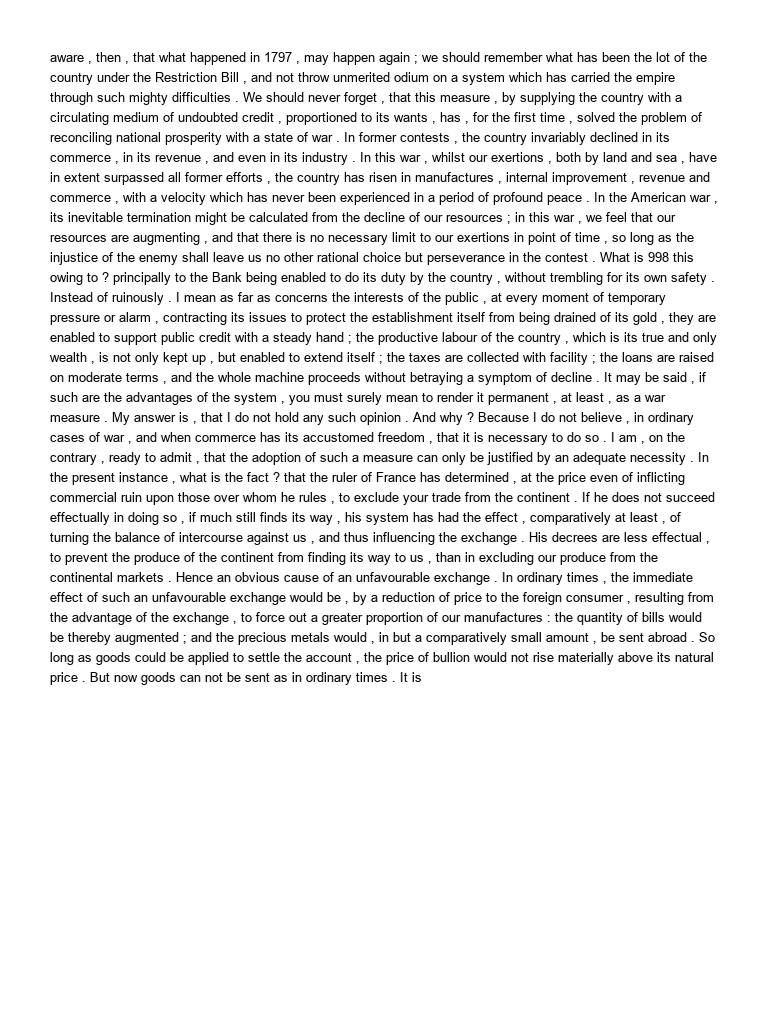 aware , then , that what happened in 1797 , may happen again ; we should remember what has been the lot of the
country under the Restriction Bill , and not throw unmerited odium on a system which has carried the empire
through such mighty difficulties . We should never forget , that this measure , by supplying the country with a
circulating medium of undoubted credit , proportioned to its wants , has , for the first time , solved the problem of
reconciling national prosperity with a state of war . In former contests , the country invariably declined in its
commerce , in its revenue , and even in its industry . In this war , whilst our exertions , both by land and sea , have
in extent surpassed all former efforts , the country has risen in manufactures , internal improvement , revenue and
commerce , with a velocity which has never been experienced in a period of profound peace . In the American war ,
its inevitable termination might be calculated from the decline of our resources ; in this war , we feel that our
resources are augmenting , and that there is no necessary limit to our exertions in point of time , so long as the
injustice of the enemy shall leave us no other rational choice but perseverance in the contest . What is 998 this
owing to ? principally to the Bank being enabled to do its duty by the country , without trembling for its own safety .
Instead of ruinously . I mean as far as concerns the interests of the public , at every moment of temporary
pressure or alarm , contracting its issues to protect the establishment itself from being drained of its gold , they are
enabled to support public credit with a steady hand ; the productive labour of the country , which is its true and only
wealth , is not only kept up , but enabled to extend itself ; the taxes are collected with facility ; the loans are raised
on moderate terms , and the whole machine proceeds without betraying a symptom of decline . It may be said , if
such are the advantages of the system , you must surely mean to render it permanent , at least , as a war
measure . My answer is , that I do not hold any such opinion . And why ? Because I do not believe , in ordinary
cases of war , and when commerce has its accustomed freedom , that it is necessary to do so . I am , on the
contrary , ready to admit , that the adoption of such a measure can only be justified by an adequate necessity . In
the present instance , what is the fact ? that the ruler of France has determined , at the price even of inflicting
commercial ruin upon those over whom he rules , to exclude your trade from the continent . If he does not succeed
effectually in doing so , if much still finds its way , his system has had the effect , comparatively at least , of
turning the balance of intercourse against us , and thus influencing the exchange . His decrees are less effectual ,
to prevent the produce of the continent from finding its way to us , than in excluding our produce from the
continental markets . Hence an obvious cause of an unfavourable exchange . In ordinary times , the immediate
effect of such an unfavourable exchange would be , by a reduction of price to the foreign consumer , resulting from
the advantage of the exchange , to force out a greater proportion of our manufactures : the quantity of bills would
be thereby augmented ; and the precious metals would , in but a comparatively small amount , be sent abroad . So
long as goods could be applied to settle the account , the price of bullion would not rise materially above its natural
price . But now goods can not be sent as in ordinary times . It is